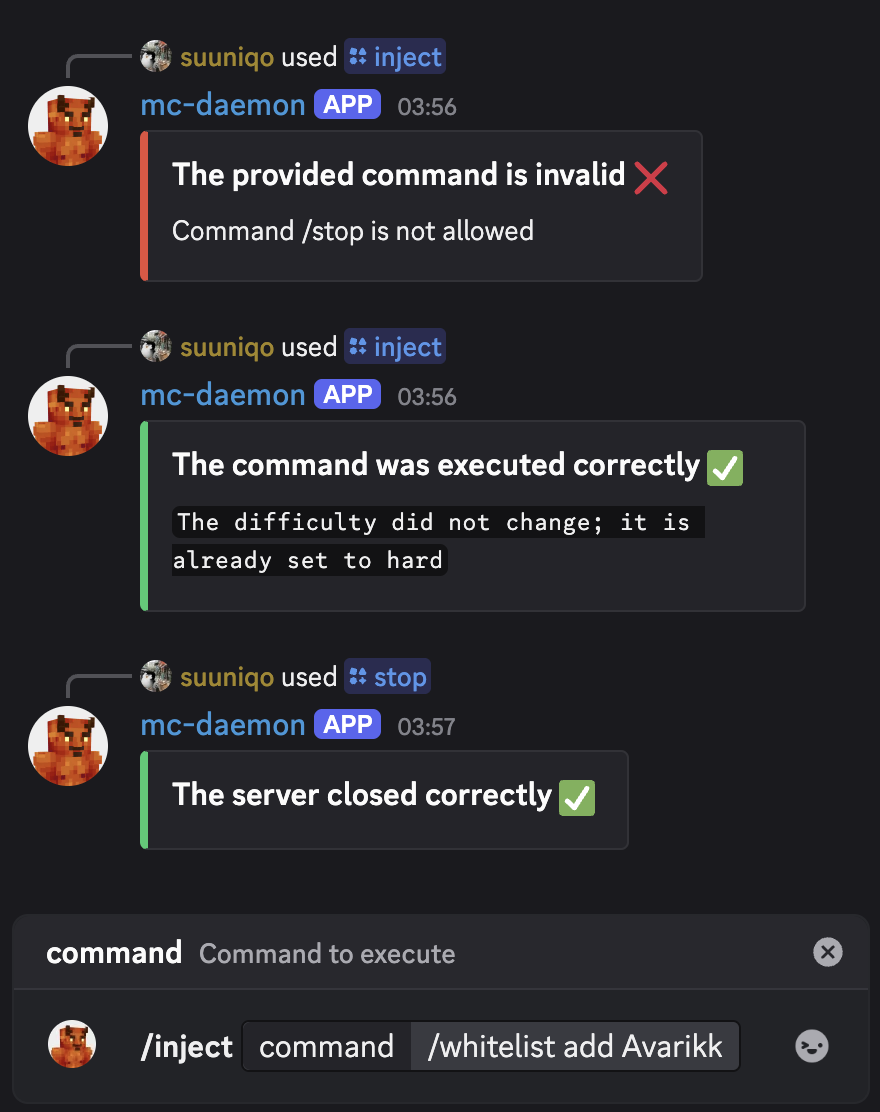 suuniqo used inject
mc-daemon APP 03:56
The provided command is invalid ❌
Command /stop is not allowed
suuniqo used inject
mc-daemon APP 03:56
The command was executed correctly ✅
The difficulty did not change; it is
already set to hard
suuniqo used stop
mc-daemon APP 03:57
The server closed correctly ✅
command Command to execute
/inject command /whitelist add Avarikk